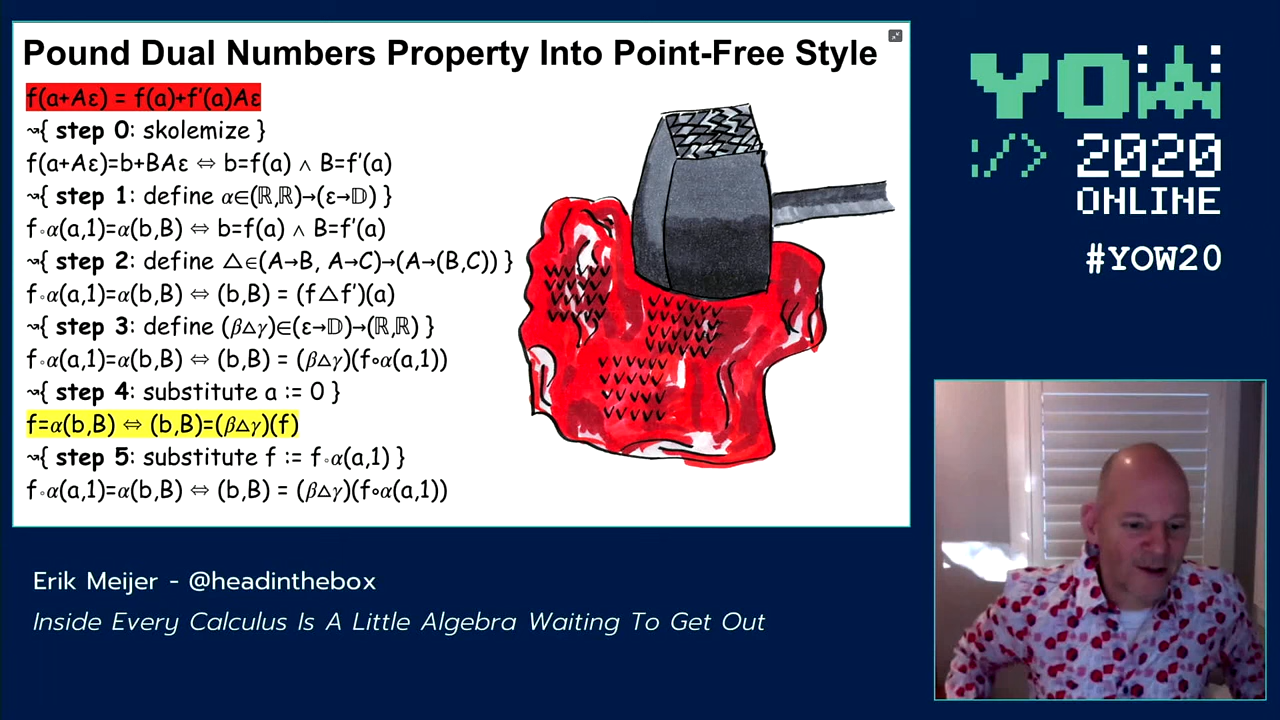 Pound Dual Numbers Property Into Point-Free Style
f(a+Aε) = f(a)+f'(a)Aε
↝{ step 0: skolemize }
f(a+Aε)=b+BAε ⇔ b=f(a) ∧ B=f'(a)
↝{ step 1: define α∈(ℝ,ℝ)→(ε→𝔻) }
f∘α(a,1)=α(b,B) ⇔ b=f(a) ∧ B=f'(a)
↝{ step 2: define △∈(A→B, A→C)→(A→(B,C)) }
f∘α(a,1)=α(b,B) ⇔ (b,B) = (f△f')(a)
↝{ step 3: define (β△γ)∈(ε→𝔻)→(ℝ,ℝ) }
f∘α(a,1)=α(b,B) ⇔ (b,B) = (β△γ)(f∘α(a,1))
↝{ step 4: substitute a := 0 }
f=α(b,B) ⇔ (b,B)=(β△γ)(f)
↝{ step 5: substitute f := f∘α(a,1) }
f∘α(a,1)=α(b,B) ⇔ (b,B) = (β△γ)(f∘α(a,1))
YOW
:/> 2020
ONLINE
#YOW20
Erik Meijer - @headinthebox
Inside Every Calculus Is A Little Algebra Waiting To Get Out